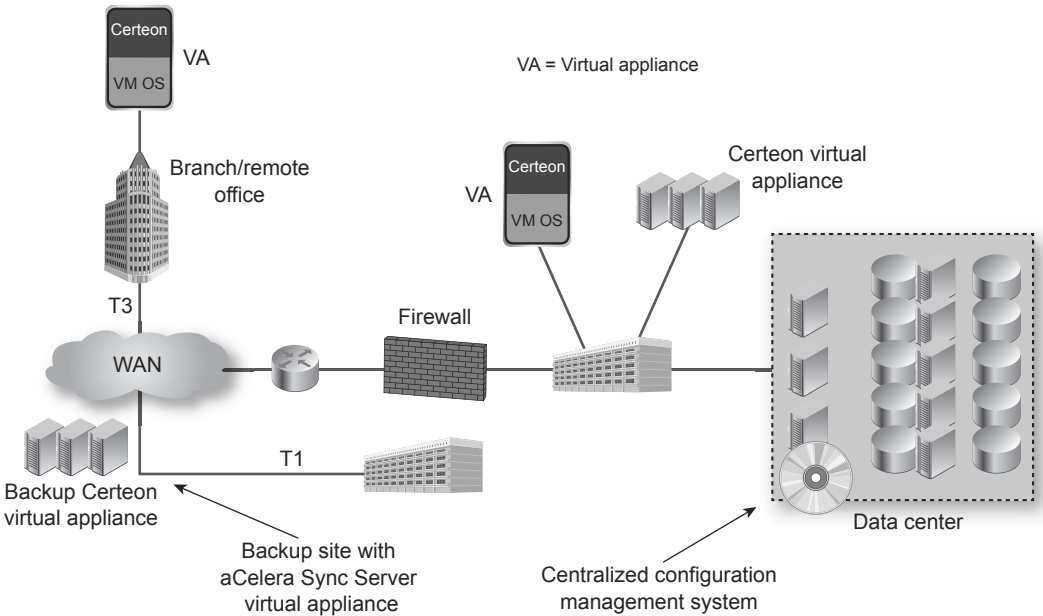 Certeon
VM OS
VA
VA = Virtual appliance
Branch/remote
office
Certeon
VM OS
VA
Certeon virtual
appliance
T3
WAN
Firewall
T1
Backup Certeon
virtual appliance
Data center
Backup site with
aCelera Sync Server
virtual appliance
Centralized configuration
management system